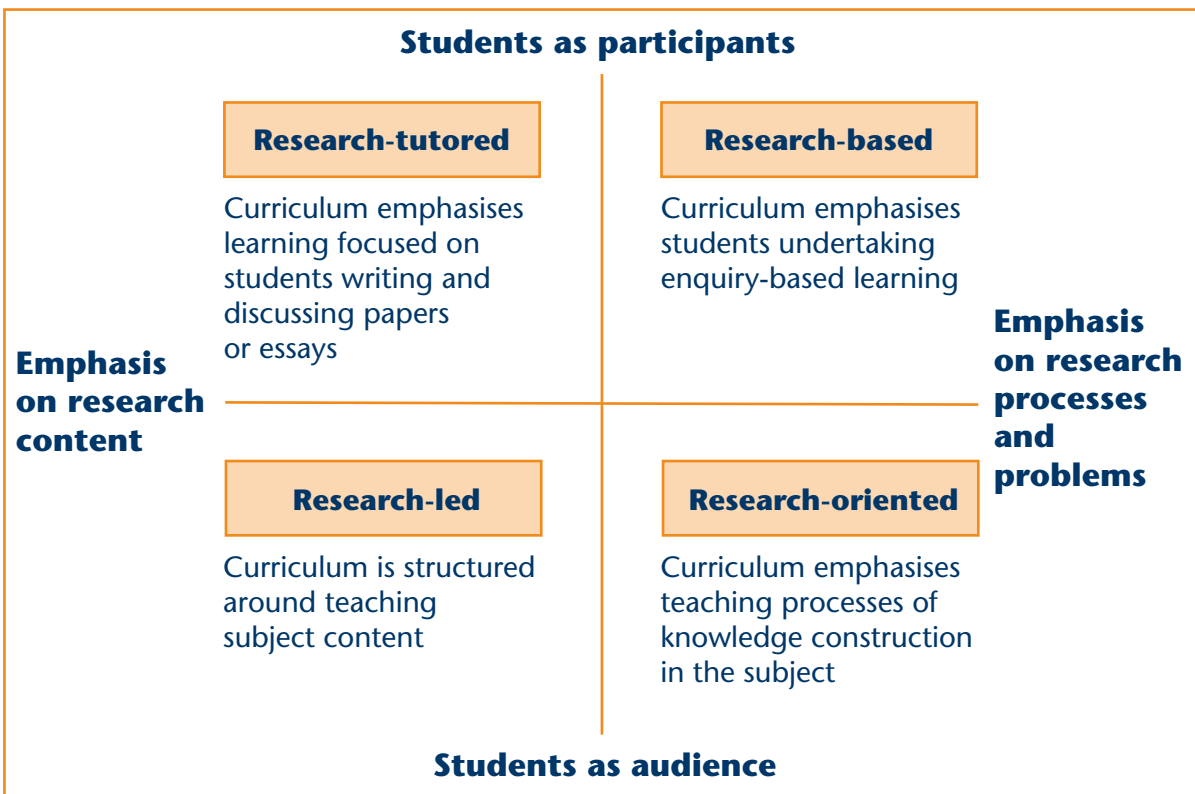 Students as participants
Research-tutored
Curriculum emphasises
learning focused on
students writing and
discussing papers
or essays
Research-based
Curriculum emphasises
students undertaking
enquiry-based learning
Emphasis
on research
content
Emphasis
on research
processes
and
problems
Research-led
Curriculum is structured
around teaching
subject content
Research-oriented
Curriculum emphasises
teaching processes of
knowledge construction
in the subject
Students as audience